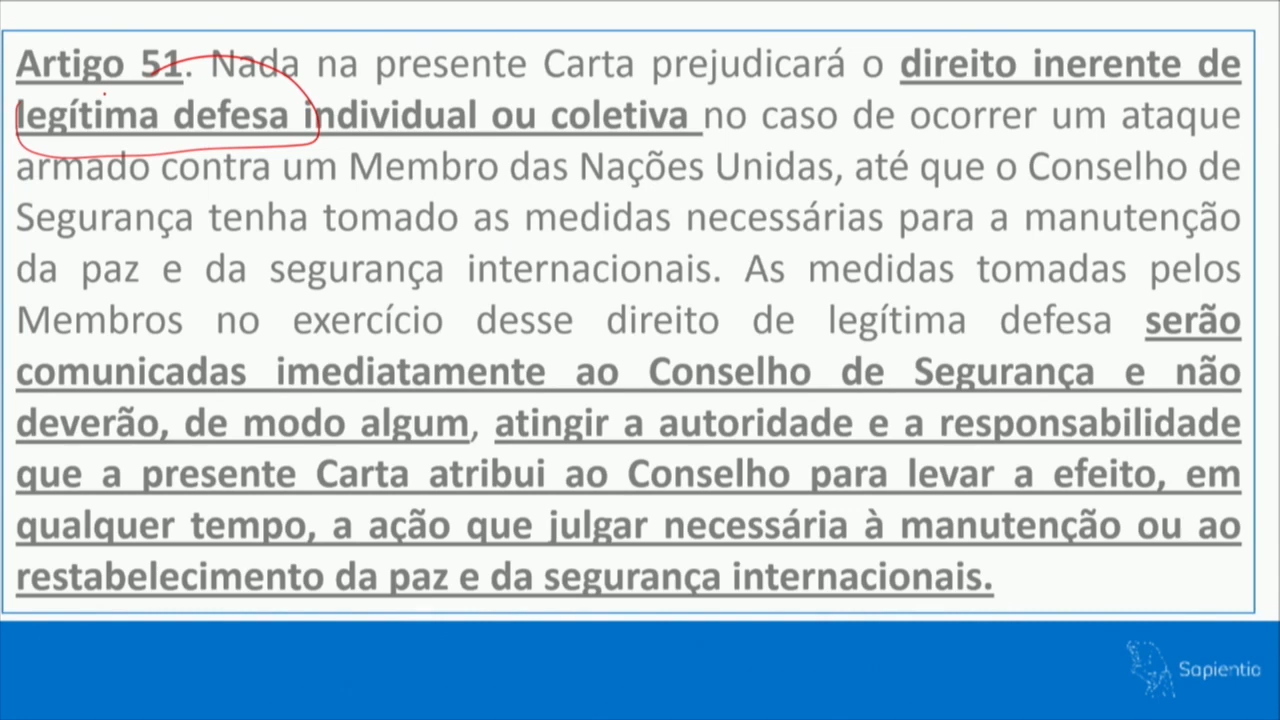 Artigo 51. Nada na presente Carta prejudicará o direito inerente de
legítima defesa individual ou coletiva no caso de ocorrer um ataque
armado contra um Membro das Nações Unidas, até que o Conselho de
Segurança tenha tomado as medidas necessárias para a manutenção
da paz e da segurança internacionais. As medidas tomadas pelos
Membros no exercício desse direito de legítima defesa serão
comunicadas imediatamente ao Conselho de Segurança e não
deverão, de modo algum, atingir a autoridade e a responsabilidade
que a presente Carta atribui ao Conselho para levar a efeito, em
qualquer tempo, a ação que julgar necessária à manutenção ou ao
restabelecimento da paz e da segurança internacionais.
Sapientia